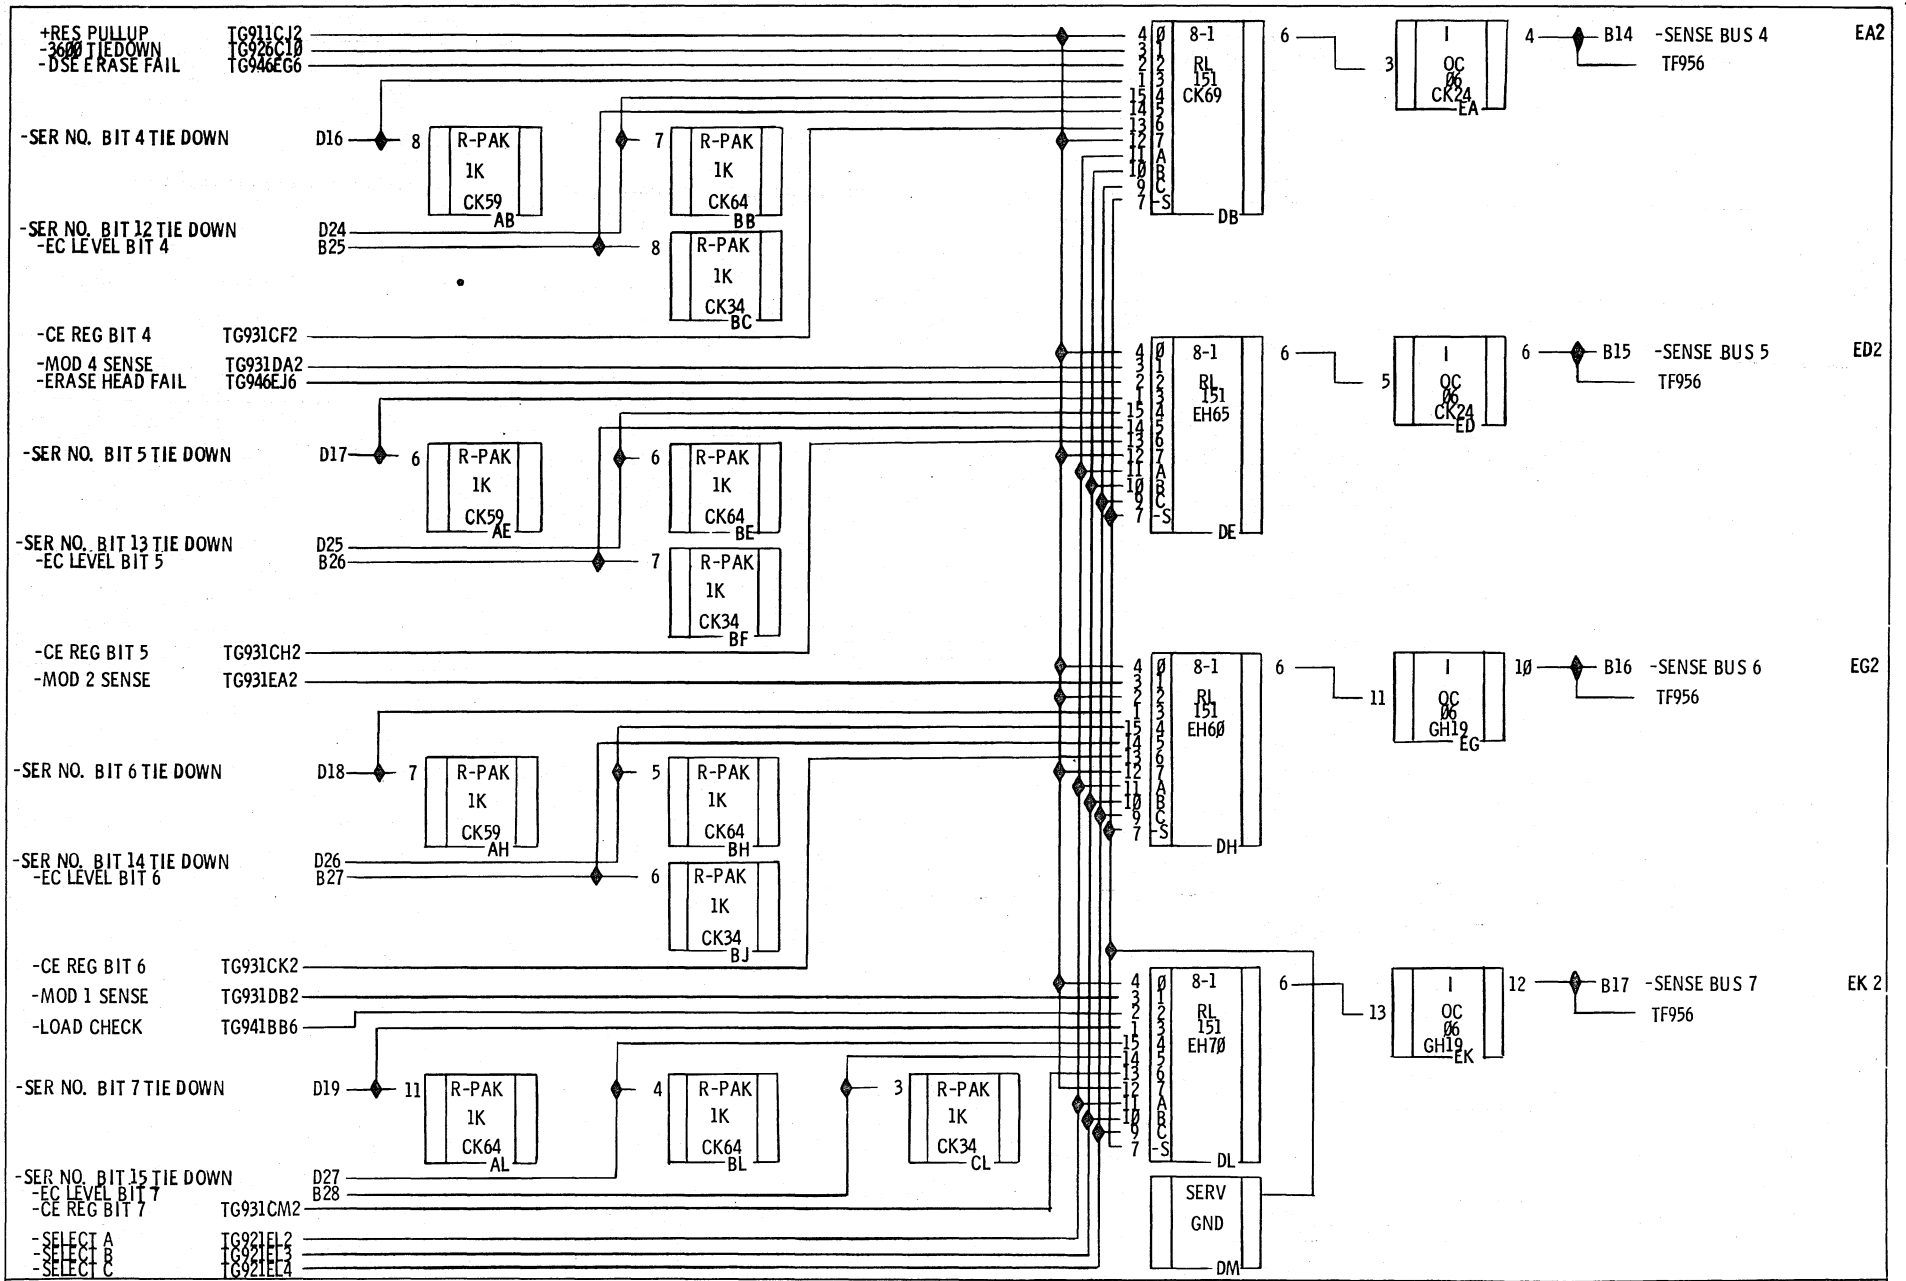 +RES PULLUP TG911CJ2
-3600 TIEDOWN TG926C10
-DSE ERASE FAIL TG946EG6
-SER NO. BIT 4 TIE DOWN D16 8
R-PAK
1K
CK59
AB
7
R-PAK
1K
CK64
BB
-SER NO. BIT 12 TIE DOWN D24
-EC LEVEL BIT 4 B25 8
R-PAK
1K
CK34
BC
-CE REG BIT 4 TG931CF2
4 Ø 8-1 6
3 1
2 2 RL
1 3 151
15 4 CK69
14 5
13 6
12 7
11 A
10 B
9 C
7 -S
DB
3
I
OC
Ø6
CK24
EA
4 B14 -SENSE BUS 4 EA2
TF956
-MOD 4 SENSE TG931DA2
-ERASE HEAD FAIL TG946EJ6
-SER NO. BIT 5 TIE DOWN D17 6
R-PAK
1K
CK59
AE
6
R-PAK
1K
CK64
BE
-SER NO. BIT 13 TIE DOWN D25
-EC LEVEL BIT 5 B26 7
R-PAK
1K
CK34
BF
-CE REG BIT 5 TG931CH2
4 Ø 8-1 6
3 1
2 2 RL
1 3 151
15 4 EH65
14 5
13 6
12 7
11 A
10 B
9 C
7 -S
DE
5
I
OC
Ø6
CK24
ED
6 B15 -SENSE BUS 5 ED2
TF956
-MOD 2 SENSE TG931EA2
-SER NO. BIT 6 TIE DOWN D18 7
R-PAK
1K
CK59
AH
5
R-PAK
1K
CK64
BH
-SER NO. BIT 14 TIE DOWN D26
-EC LEVEL BIT 6 B27 6
R-PAK
1K
CK34
BJ
-CE REG BIT 6 TG931CK2
4 Ø 8-1 6
3 1
2 2 RL
1 3 151
15 4 EH6Ø
14 5
13 6
12 7
11 A
1Ø B
9 C
7 -S
DH
11
I
OC
Ø6
GH19
EG
1Ø B16 -SENSE BUS 6 EG2
TF956
-MOD 1 SENSE TG931DB2
-LOAD CHECK TG941BB6
-SER NO. BIT 7 TIE DOWN D19 11
R-PAK
1K
CK64
AL
4
R-PAK
1K
CK64
BL
3
R-PAK
1K
CK34
CL
-SER NO. BIT 15 TIE DOWN D27
-EC LEVEL BIT 7 B28
-CE REG BIT 7 TG931CM2
-SELECT A TG921EL2
-SELECT B TG921EL3
-SELECT C TG921EL4
4 Ø 8-1 6
3 1
2 2 RL
1 3 151
15 4 EH7Ø
14 5
13 6
12 7
11 A
1Ø B
9 C
7 -S
DL
SERV
GND
DM
13
I
OC
Ø6
GH19
EK
12 B17 -SENSE BUS 7 EK 2
TF956